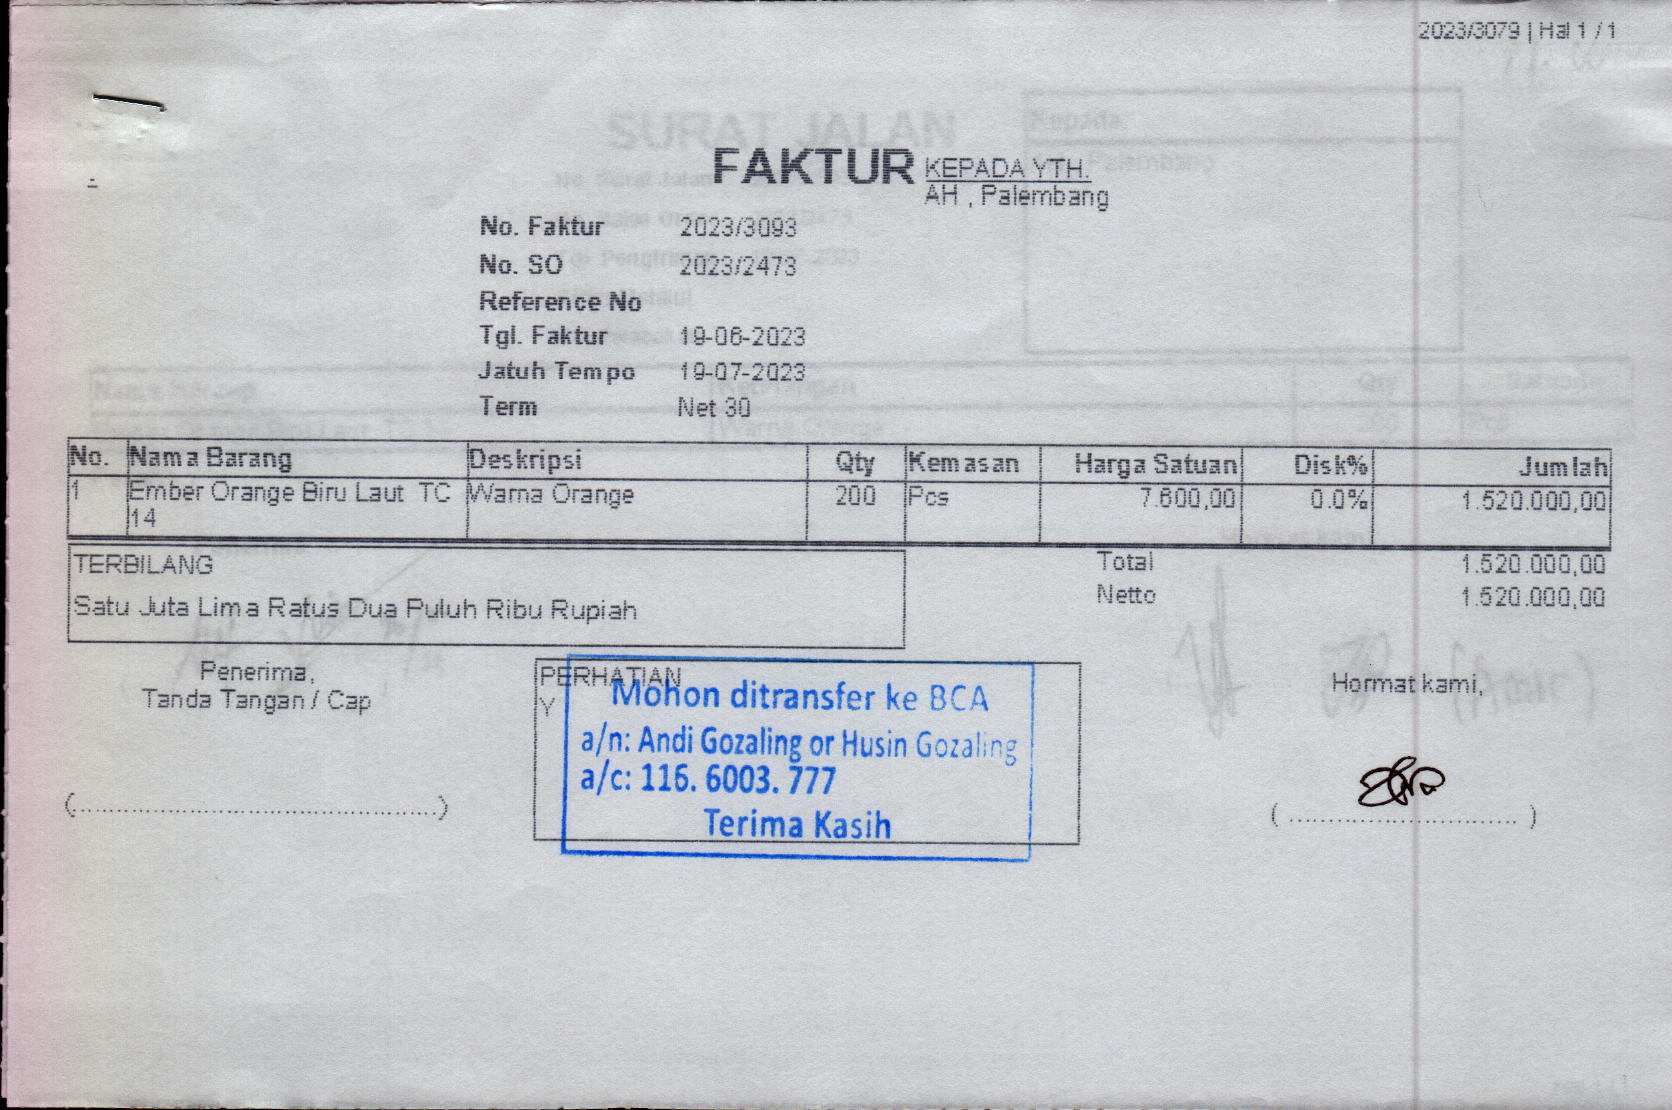 2023/3079 | Hal 1 / 1
SURAT JALAN
Kepada
FAKTUR
KEPADA YTH.
AH , Palembang
No. Faktur 2023/3093
No. SO 2023/2473
Reference No
Tgl. Faktur 19-06-2023
Jatuh Tempo 19-07-2023
Term Net 30
No. Nama Barang Deskripsi Qty Kemasan Harga Satuan Disk% Jumlah
1 Ember Orange Biru Laut TC Warna Orange 200 Pcs 7.600,00 0.0% 1.520.000,00
14
TERBILANG
Satu Juta Lima Ratus Dua Puluh Ribu Rupiah
Total 1.520.000,00
Netto 1.520.000,00
Penerima,
Tanda Tangan / Cap
PERHATIAN
Y
Mohon ditransfer ke BCA
a/n: Andi Gozaling or Husin Gozaling
a/c: 116. 6003. 777
Terima Kasih
Hormat kami,
(..........................................)
( ............................. )